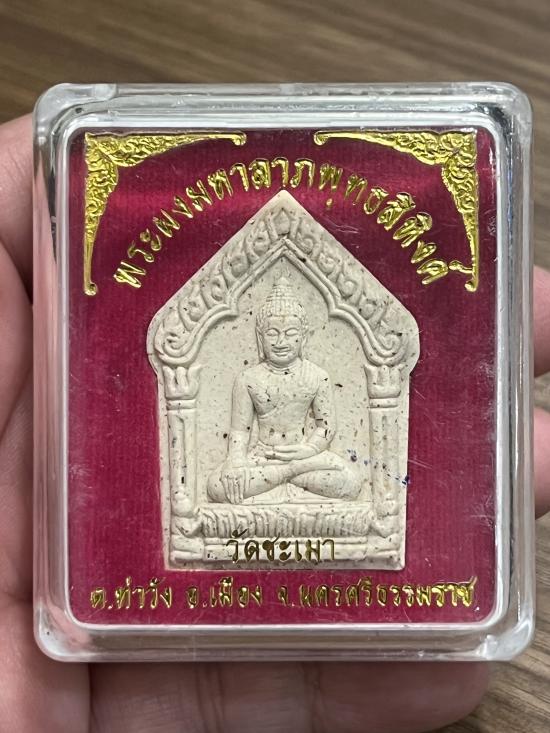 พระผงมหาลาภพุทธสิหิงค์
วัดชะเมา
ต.ท่าวัง อ.เมือง จ.นครศรีธรรมราช